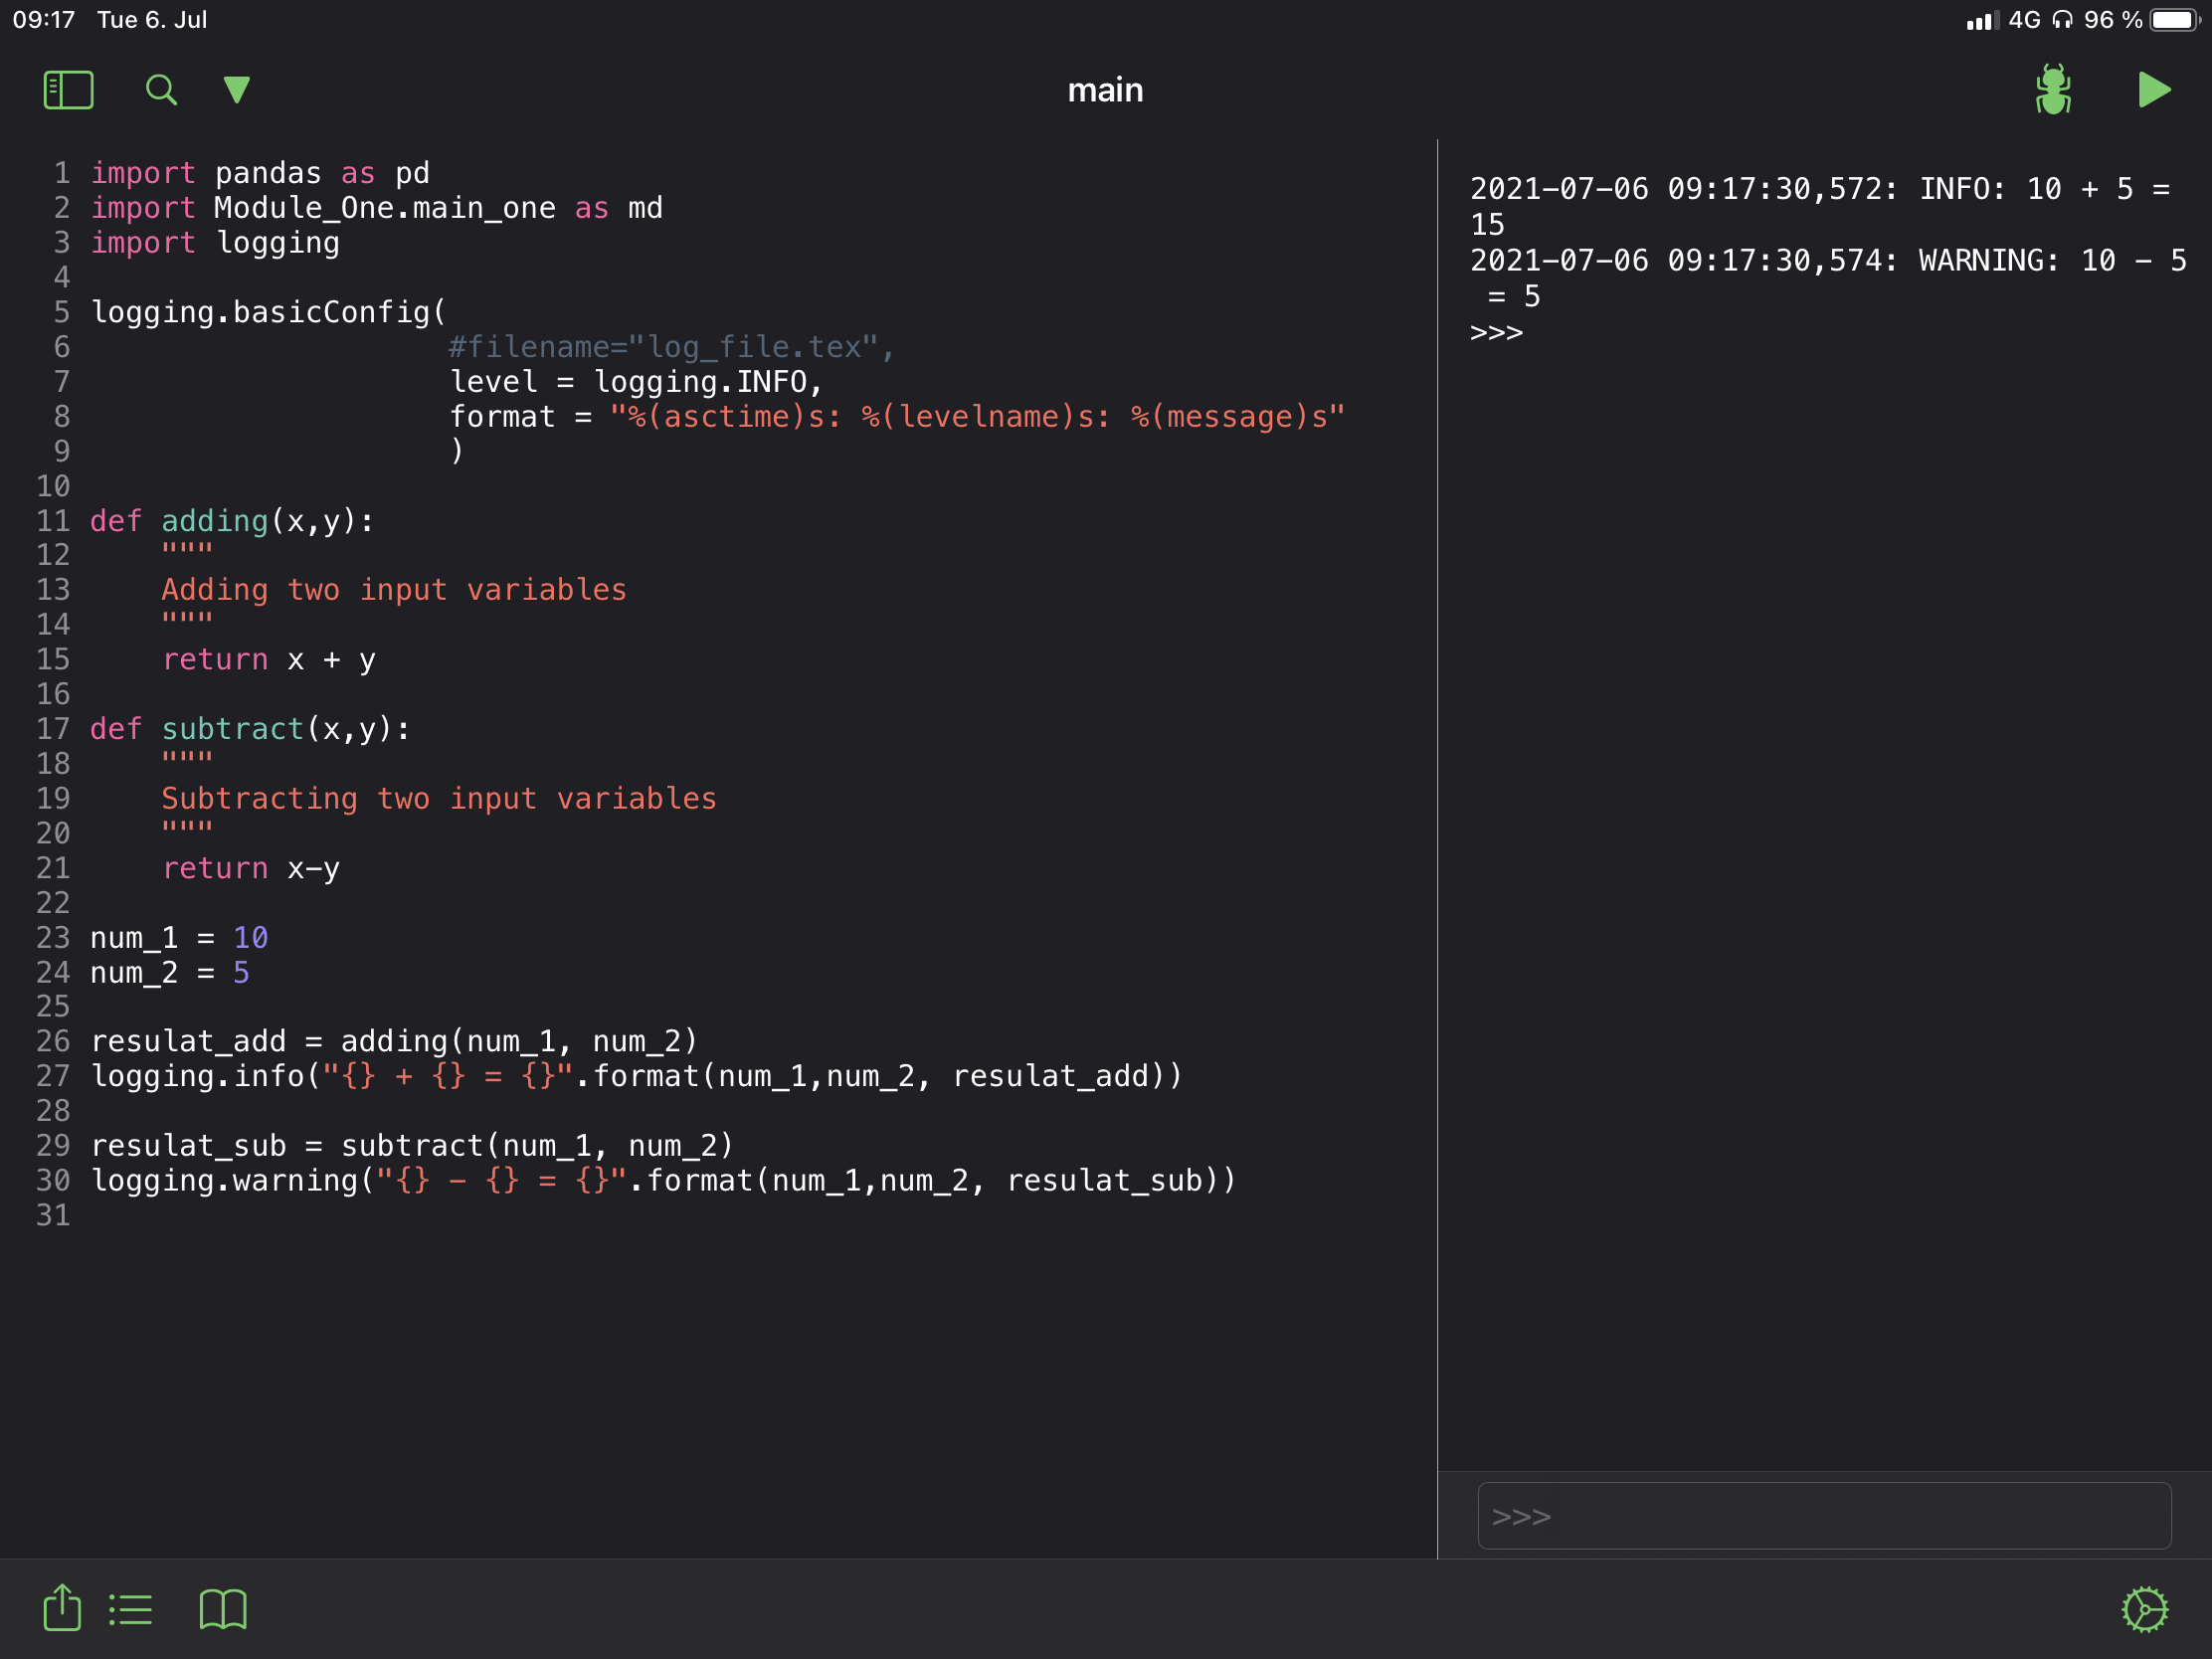 09:17 Tue 6. Jul 4G 96 %
main
1 import pandas as pd
2 import Module_One.main_one as md
3 import logging
4
5 logging.basicConfig(
6                     #filename="log_file.tex",
7                     level = logging.INFO,
8                     format = "%(asctime)s: %(levelname)s: %(message)s"
9                     )
10
11 def adding(x,y):
12     """
13     Adding two input variables
14     """
15     return x + y
16
17 def subtract(x,y):
18     """
19     Subtracting two input variables
20     """
21     return x-y
22
23 num_1 = 10
24 num_2 = 5
25
26 resulat_add = adding(num_1, num_2)
27 logging.info("{} + {} = {}".format(num_1,num_2, resulat_add))
28
29 resulat_sub = subtract(num_1, num_2)
30 logging.warning("{} - {} = {}".format(num_1,num_2, resulat_sub))
31
2021-07-06 09:17:30,572: INFO: 10 + 5 =
15
2021-07-06 09:17:30,574: WARNING: 10 - 5
 = 5
>>>
>>>